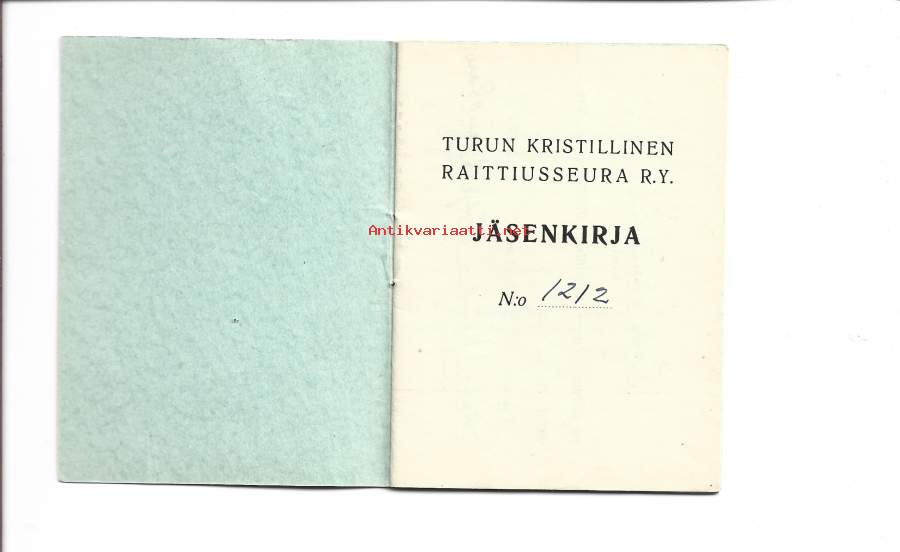 TURUN KRISTILLINEN
RAITTIUSSEURA R.Y.
Antikvariaatti.net
JÄSENKIRJA
N:o 1212